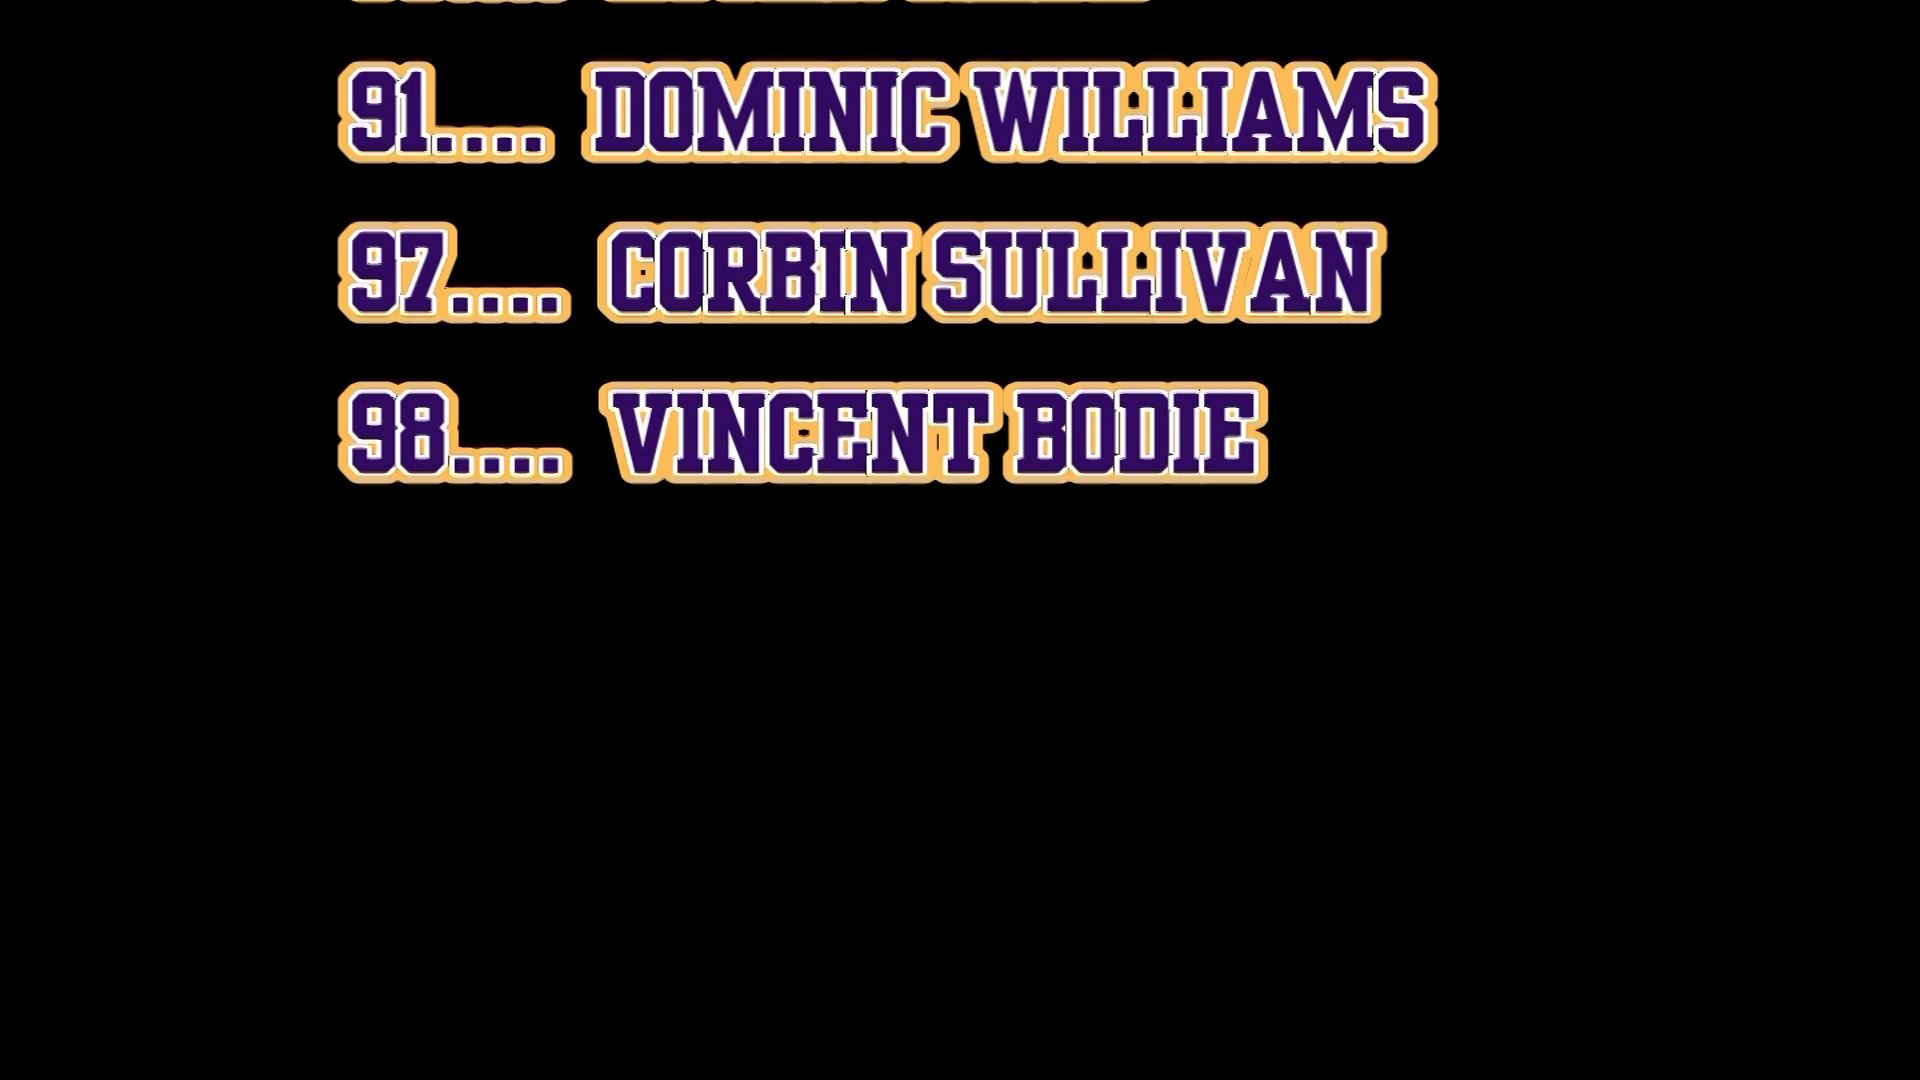 91.... DOMINIC WILLIAMS
97.... CORBIN SULLIVAN
98.... VINCENT BODIE